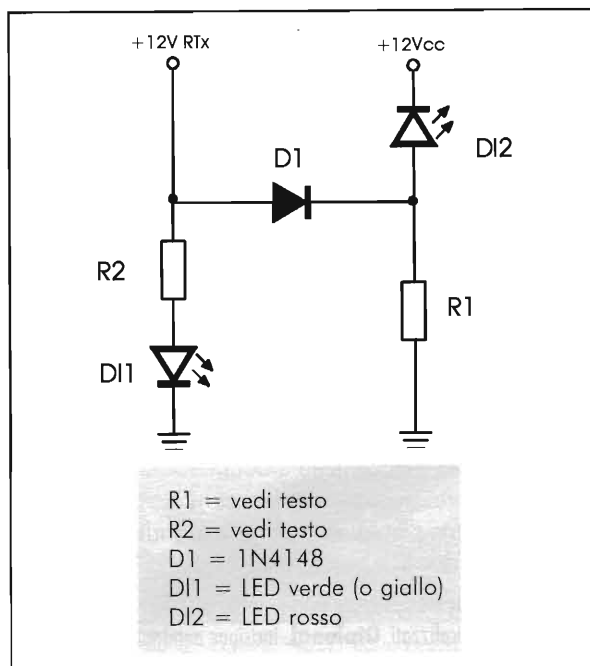 +12V RTx
+12Vcc
D1
DI2
R2
R1
DI1
R1 = vedi testo
R2 = vedi testo
D1 = 1N4148
DI1 = LED verde (o giallo)
DI2 = LED rosso